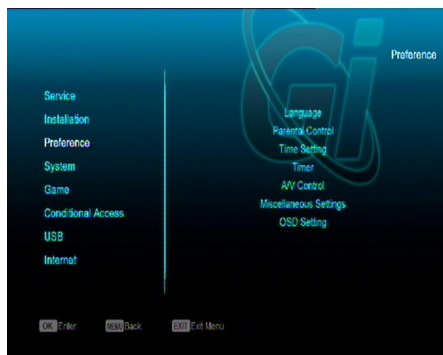 Preference
Service
Installation
Preference
System
Game
Conditional Access
USB
Internet
Language
Parental Control
Time Setting
Timer
A/V Control
Miscellaneous Settings
OSD Setting
OK Enter
MENU Back
EXIT Exit Menu